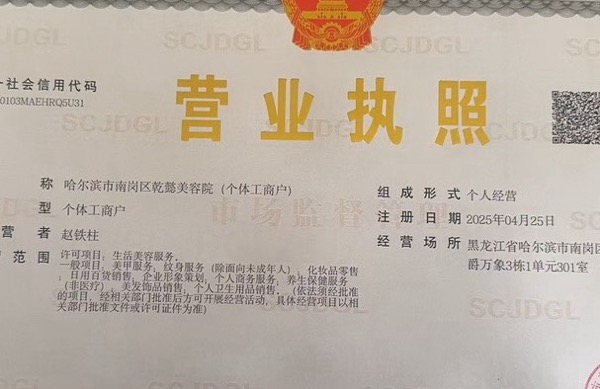 社会信用代码
0103MAEHRQ5U31
营业执照
称 哈尔滨市南岗区乾懿美容院（个体工商户）
型 个体工商户
营者 赵铁柱
范围 许可项目：生活美容服务，
一般项目：美甲服务；纹身服务（除面向未成年人）；化妆品零售
；日用百货销售；企业形象策划；个人商务服务；养生保健服务
（非医疗）；美发饰品销售；个人卫生用品销售。（依法须经批准
的项目，经相关部门批准后方可开展经营活动，具体经营项目以相
关部门批准文件或许可证件为准）
组成形式 个人经营
注册日期 2025年04月25日
经营场所 黑龙江省哈尔滨市南岗区
爵万象3栋1单元301室
SCJDGL
SCJDGL
SCJDGL
SCJDGL
SCJDGL
市场监督管理